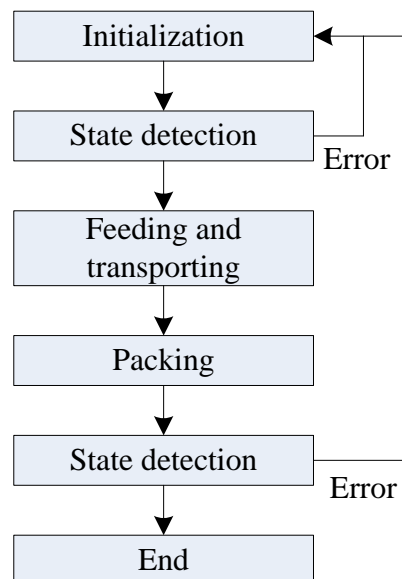 Initialization
State detection
Error
Feeding and
transporting
Packing
State detection
Error
End